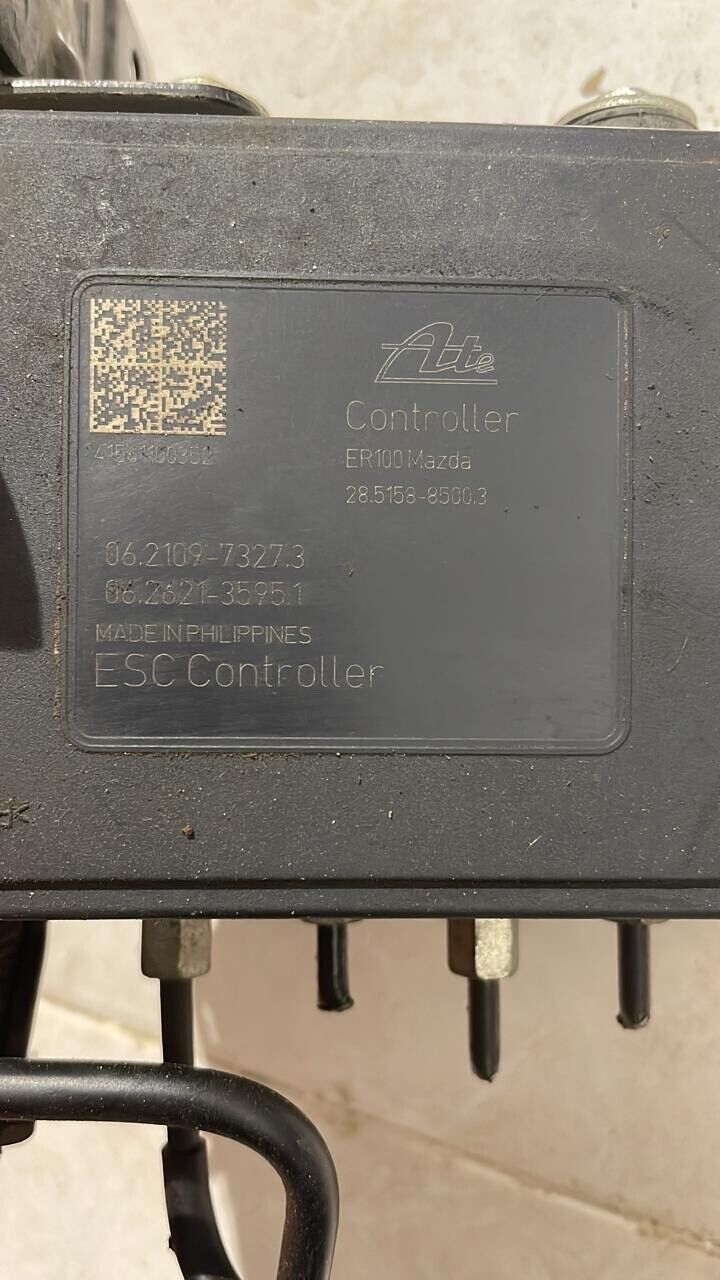 Ate
Controller
ER100 Mazda
28.5158-8500.3
06.2109-7327.3
06.2621-3595.1
MADE IN PHILIPPINES
ESC Controller